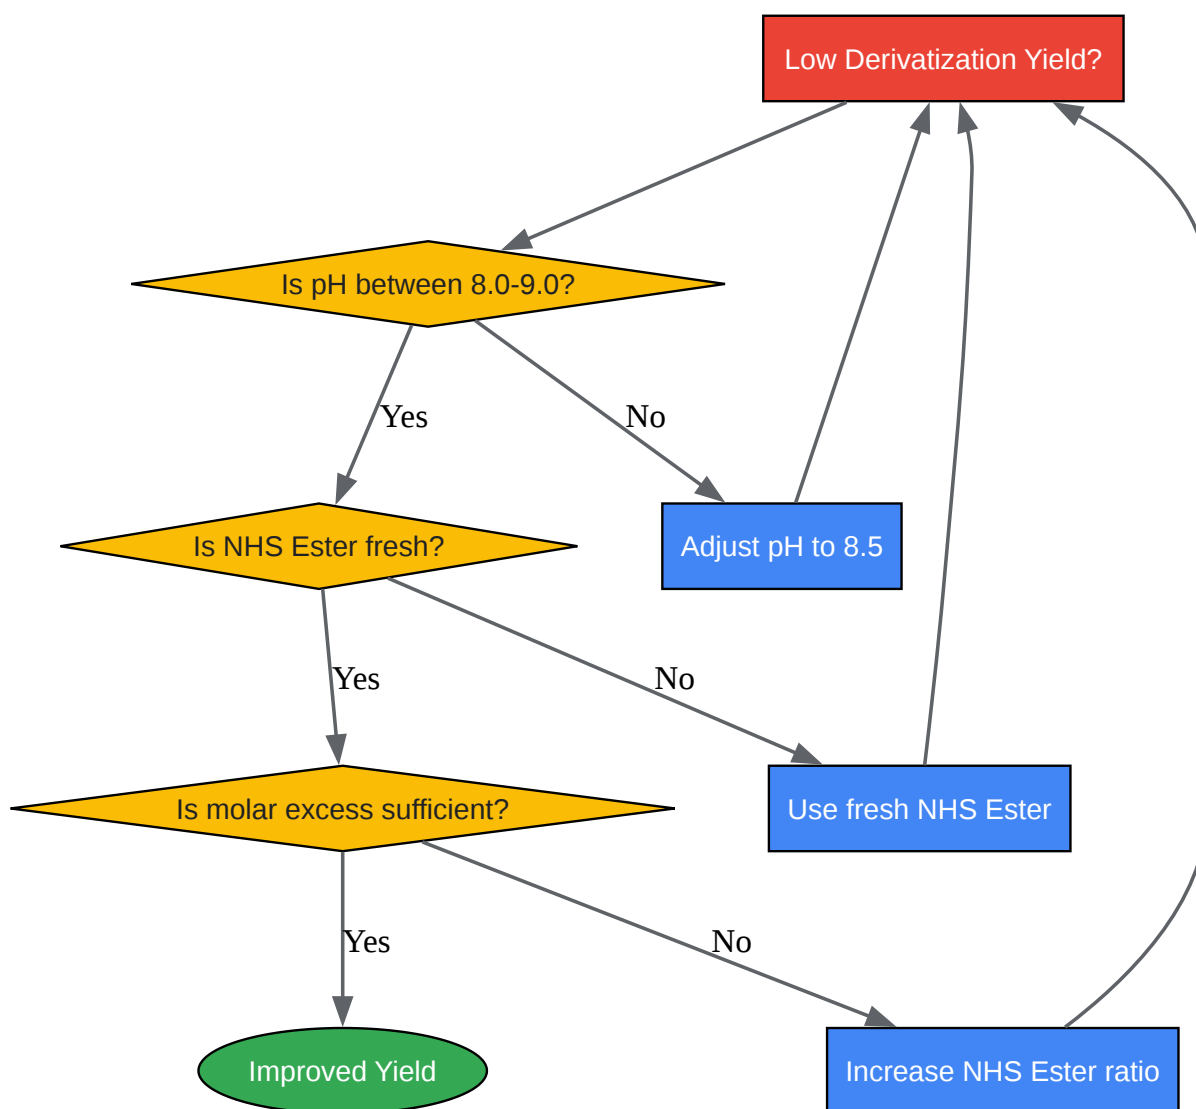 Low Derivatization Yield?
Is pH between 8.0-9.0?
Yes
No
Is NHS Ester fresh?
Adjust pH to 8.5
Yes
No
Is molar excess sufficient?
Use fresh NHS Ester
Yes
No
Improved Yield
Increase NHS Ester ratio